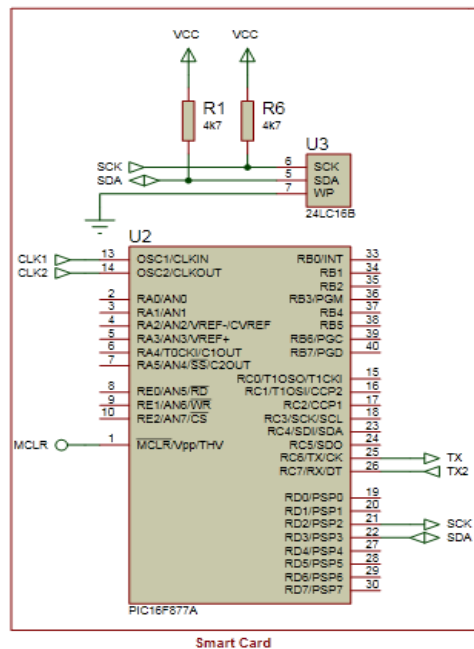 VCC VCC
R1 R6
4k7 4k7
U3
SCK 6 SCK
SDA 5 SDA
7 WP
24LC16B
U2
CLK1 13 OSC1/CLKIN RB0/INT 33
CLK2 14 OSC2/CLKOUT RB1 34
RB2 35
2 RA0/AN0 RB3/PGM 36
3 RA1/AN1 RB4 37
4 RA2/AN2/VREF-/CVREF RB5 38
5 RA3/AN3/VREF+ RB6/PGC 39
6 RA4/T0CKI/C1OUT RB7/PGD 40
7 RA5/AN4/SS/C2OUT
RC0/T1OSO/T1CKI 15
8 RE0/AN5/RD RC1/T1OSI/CCP2 16
9 RE1/AN6/WR RC2/CCP1 17
10 RE2/AN7/CS RC3/SCK/SCL 18
RC4/SDI/SDA 23
MCLR 1 MCLR/Vpp/THV RC5/SDO 24
RC6/TX/CK 25 TX
RC7/RX/DT 26 TX2
RD0/PSP0 19
RD1/PSP1 20
RD2/PSP2 21 SCK
RD3/PSP3 22 SDA
RD4/PSP4 27
RD5/PSP5 28
RD6/PSP6 29
RD7/PSP7 30
PIC16F877A
Smart Card